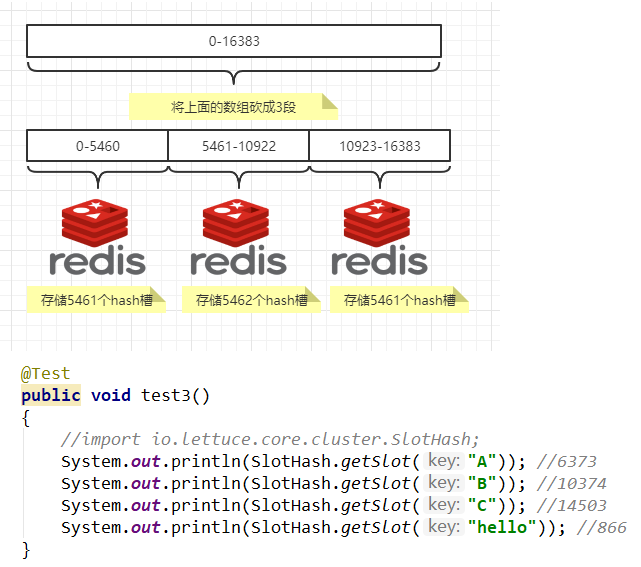 0-16383
将上面的数组砍成3段
0-5460 5461-10922 10923-16383
redis redis redis
存储5461个hash槽 存储5462个hash槽 存储5461个hash槽
@Test
public void test3()
{
//import io.lettuce.core.cluster.SlotHash;
System.out.println(SlotHash.getSlot( key: "A")); //6373
System.out.println(SlotHash.getSlot( key: "B")); //10374
System.out.println(SlotHash.getSlot( key: "C")); //14503
System.out.println(SlotHash.getSlot( key: "hello")); //866
}